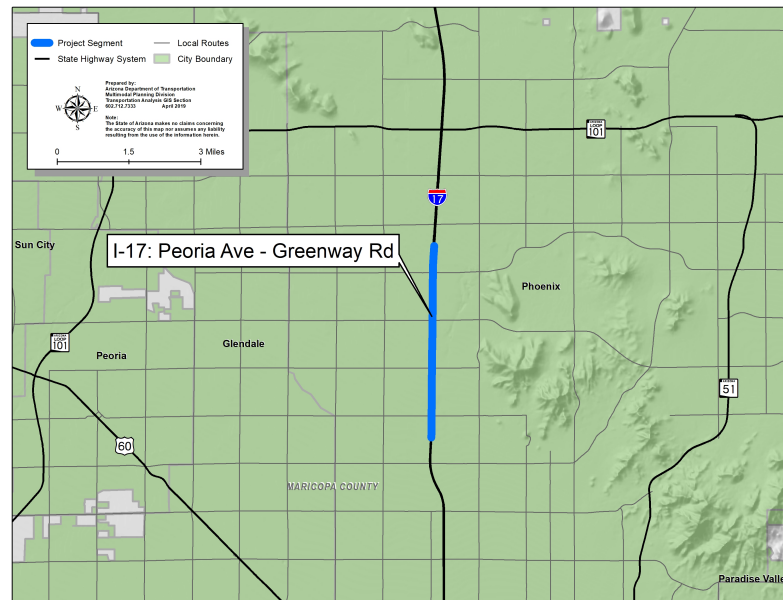 Project Segment
Local Routes
State Highway System
City Boundary
N
W
E
S
Prepared by:
Arizona Department of Transportation
Multimodal Planning Division
Transportation Analysis GIS Section
602.712.7333 April 2019
Note:
The State of Arizona makes no claims concerning
the accuracy of this map nor assumes any liability
resulting from the use of the information herein.
0 1.5 3 Miles
ARIZONA
LOOP
101
17
Sun City
I-17: Peoria Ave - Greenway Rd
Phoenix
ARIZONA
LOOP
101
Peoria
Glendale
ARIZONA
51
60
MARICOPA COUNTY
Paradise Valle